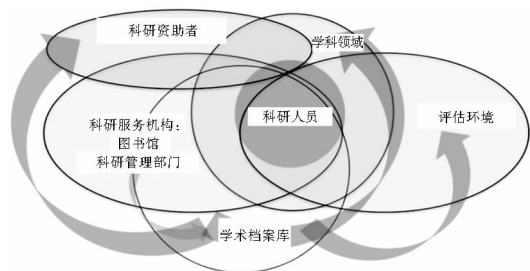 科研资助者
学科领域
科研服务机构：
图书馆
科研管理部门
科研人员
评估环境
学术档案库